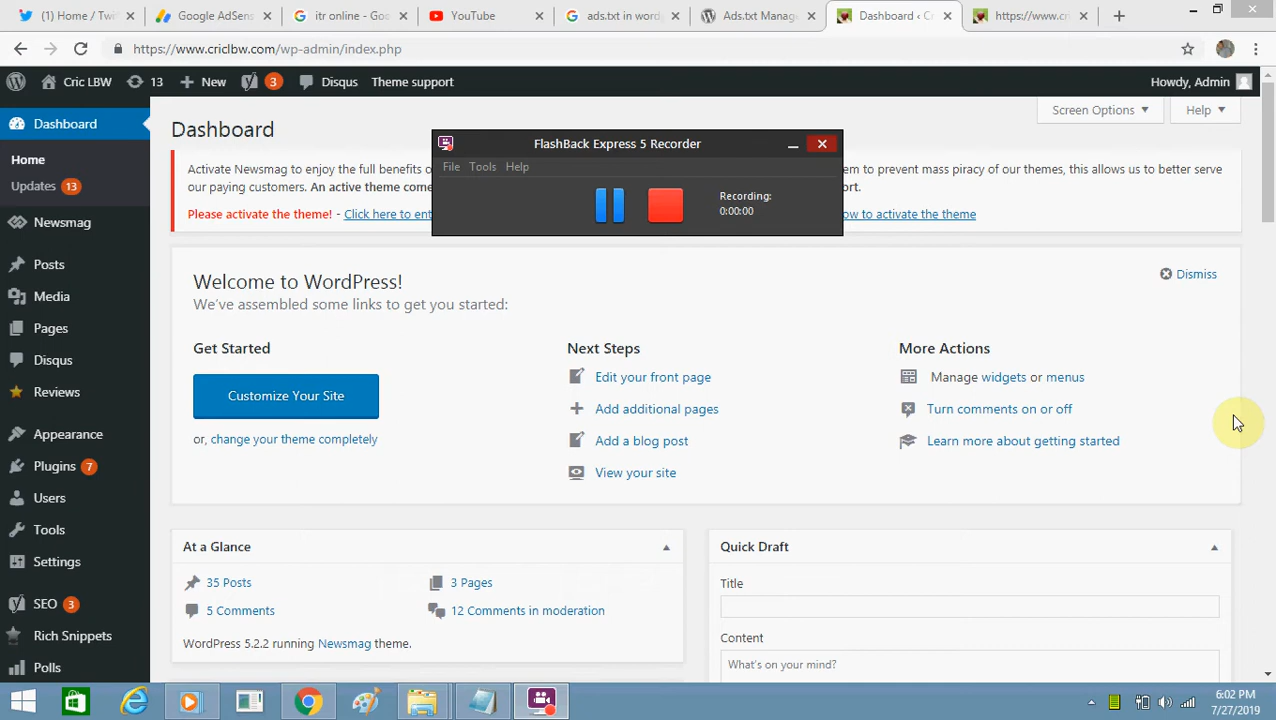 (1) Home / Twi
Google AdSens
itr online - Goo
YouTube
ads.txt in wordp
Ads.txt Manage
Dashboard ‹ C
https://www.cri
https://www.criclbw.com/wp-admin/index.php
Cric LBW 13 New 3 Disqus Theme support
Howdy, Admin
Dashboard
Home
Updates 13
Newsmag
Posts
Media
Pages
Disqus
Reviews
Appearance
Plugins 7
Users
Tools
Settings
SEO 3
Rich Snippets
Polls
Dashboard
Screen Options
Help
Activate Newsmag to enjoy the full benefits o
em to prevent mass piracy of our themes, this allows us to better serve
our paying customers. An active theme come
ort.
Please activate the theme! - Click here to en
ow to activate the theme
FlashBack Express 5 Recorder
File Tools Help
Recording:
0:00:00
Welcome to WordPress!
Dismiss
We've assembled some links to get you started:
Get Started
Customize Your Site
or, change your theme completely
Next Steps
Edit your front page
Add additional pages
Add a blog post
View your site
More Actions
Manage widgets or menus
Turn comments on or off
Learn more about getting started
At a Glance
35 Posts
3 Pages
5 Comments
12 Comments in moderation
WordPress 5.2.2 running Newsmag theme.
Quick Draft
Title
Content
What's on your mind?
6:02 PM
7/27/2019